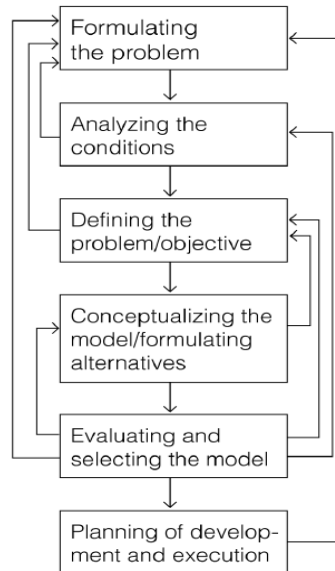 Formulating
the problem
Analyzing the
conditions
Defining the
problem/objective
Conceptualizing the
model/formulating
alternatives
Evaluating and
selecting the model
Planning of develop-
ment and execution